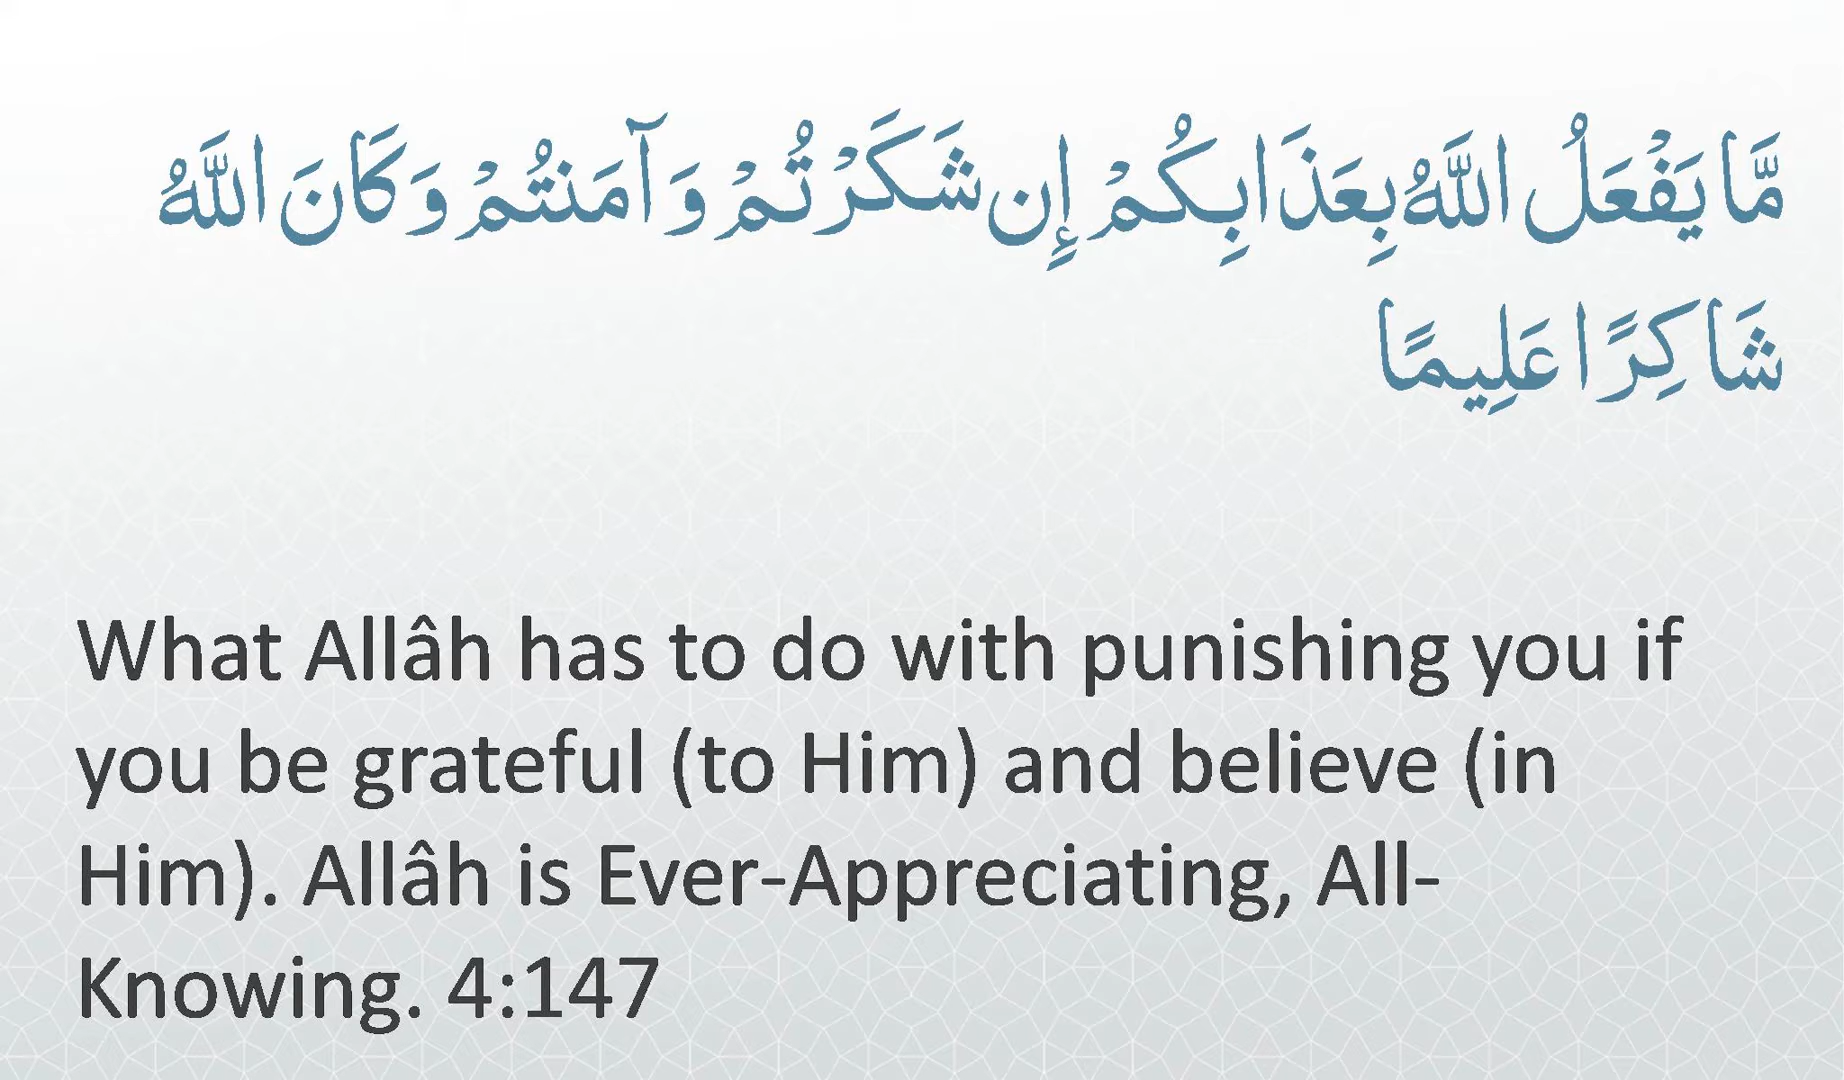 مَّا يَفْعَلُ اللَّهُ بِعَذَابِكُمْ إِن شَكَرْتُمْ وَآمَنتُمْ وَكَانَ اللَّهُ
شَاكِرًا عَلِيمًا
What Allâh has to do with punishing you if
you be grateful (to Him) and believe (in
Him). Allâh is Ever-Appreciating, All-
Knowing. 4:147